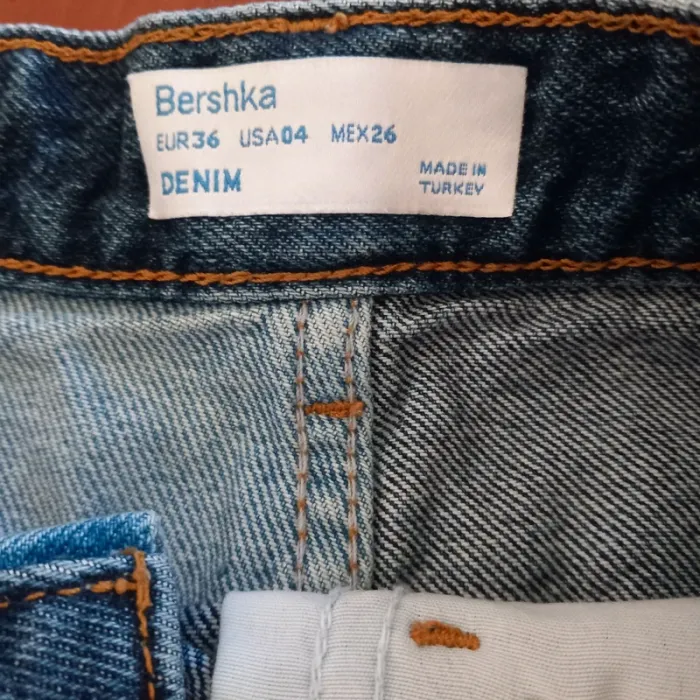 Bershka
EUR36 USA04 MEX26
DENIM
MADE IN
TURKEY